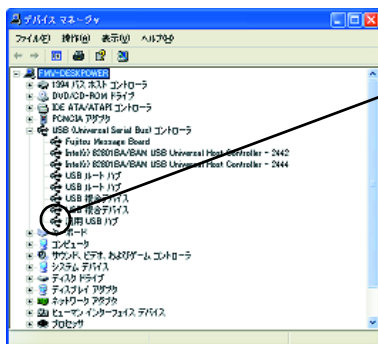 デバイス マネージャ
ファイル(F) 操作(A) 表示(V) ヘルプ(H)
FMV-DESKPOWER
1394 バス ホスト コントローラ
DVD/CD-ROM ドライブ
IDE ATA/ATAPI コントローラ
PCMCIA アダプタ
USB (Universal Serial Bus) コントローラ
Fujitsu Message Board
Intel(r) 82801BA/BAM USB Universal Host Controller - 2442
Intel(r) 82801BA/BAM USB Universal Host Controller - 2444
USB ルート ハブ
USB ルート ハブ
USB 複合デバイス
USB 複合デバイス
汎用 USB ハブ
キーボード
コンピュータ
サウンド、ビデオ、およびゲーム コントローラ
システム デバイス
ディスク ドライブ
ディスプレイ アダプタ
ネットワーク アダプタ
ヒューマン インターフェイス デバイス
プロセッサ